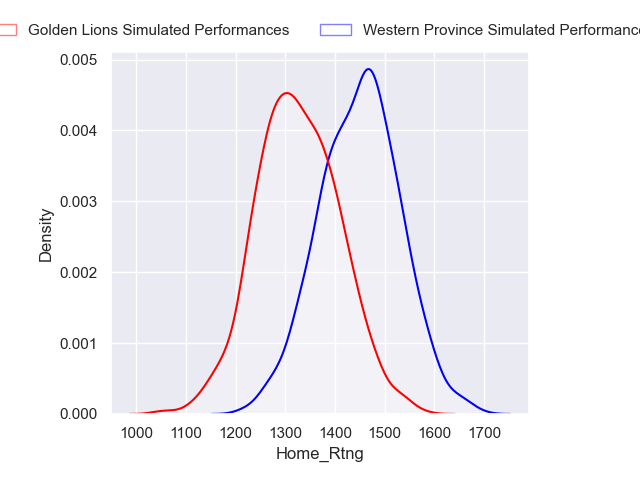 Golden Lions Simulated Performances Western Province Simulated Performanc
0.005
0.004
0.003
0.002
0.001
0.000
Density
1000 1100 1200 1300 1400 1500 1600 1700
Home_Rtng